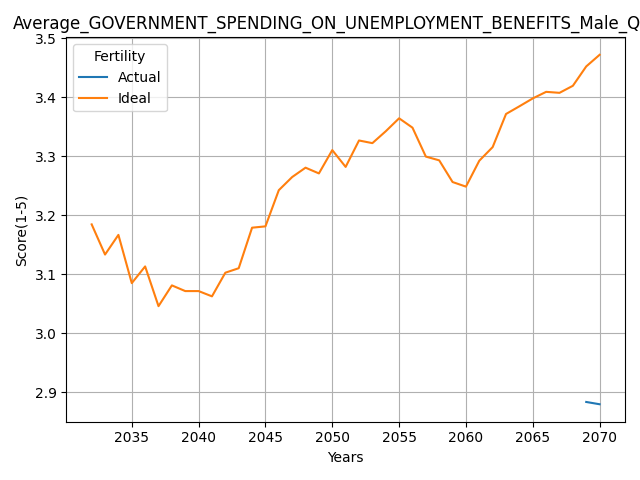 Average_GOVERNMENT_SPENDING_ON_UNEMPLOYMENT_BENEFITS_Male_Q
3.5
Fertility
Actual
Ideal
3.4
3.3
3.2
3.1
3.0
2.9
Score(1-5)
2035 2040 2045 2050 2055 2060 2065 2070
Years